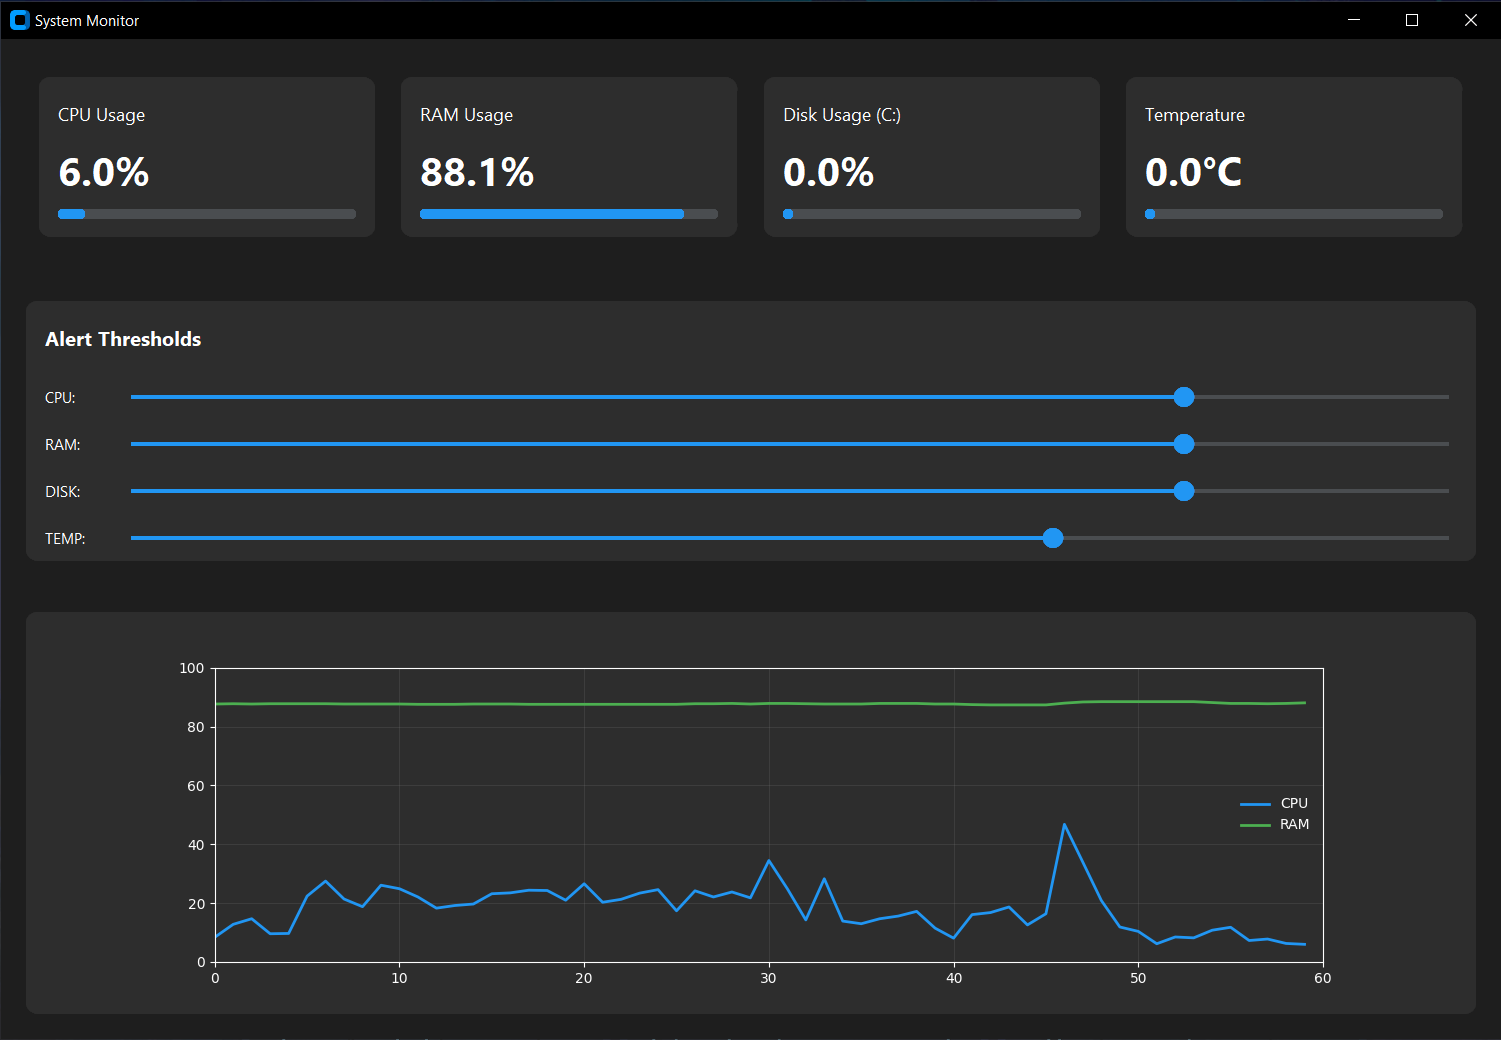 System Monitor
CPU Usage
6.0%
RAM Usage
88.1%
Disk Usage (C:)
0.0%
Temperature
0.0°C
Alert Thresholds
CPU:
RAM:
DISK:
TEMP:
100
80
60
40
20
0
CPU
RAM
0 10 20 30 40 50 60